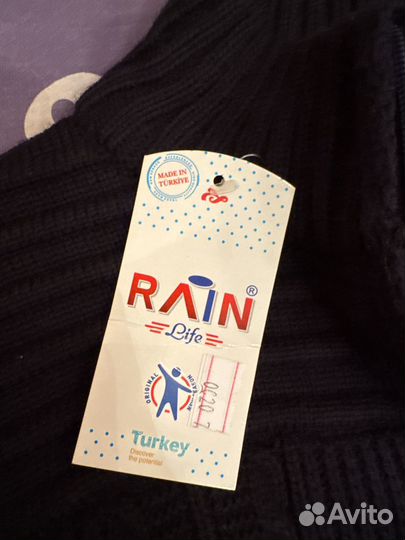 MADE IN
TÜRKİYE
RAIN®
Life
ORIGINAL
Turkey
Discover
the potential
Avito